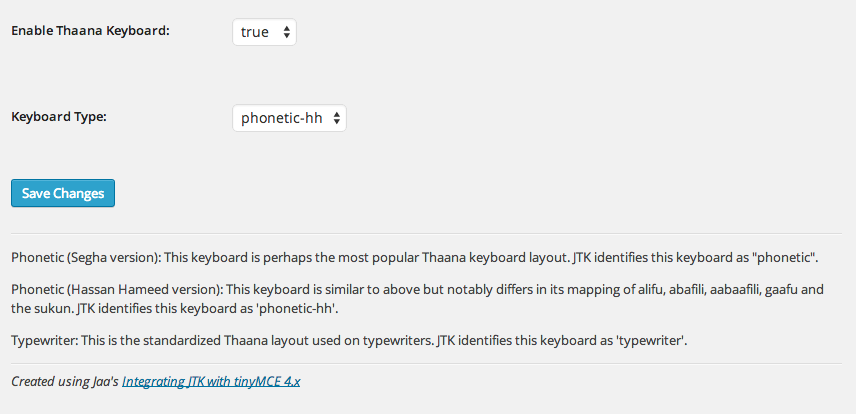 Enable Thaana Keyboard: true
Keyboard Type: phonetic-hh
Save Changes
Phonetic (Segha version): This keyboard is perhaps the most popular Thaana keyboard layout. JTK identifies this keyboard as "phonetic".
Phonetic (Hassan Hameed version): This keyboard is similar to above but notably differs in its mapping of alifu, abafili, aabaafili, gaafu and
the sukun. JTK identifies this keyboard as 'phonetic-hh'.
Typewriter: This is the standardized Thaana layout used on typewriters. JTK identifies this keyboard as 'typewriter'.
Created using Jaa's Integrating JTK with tinyMCE 4.x